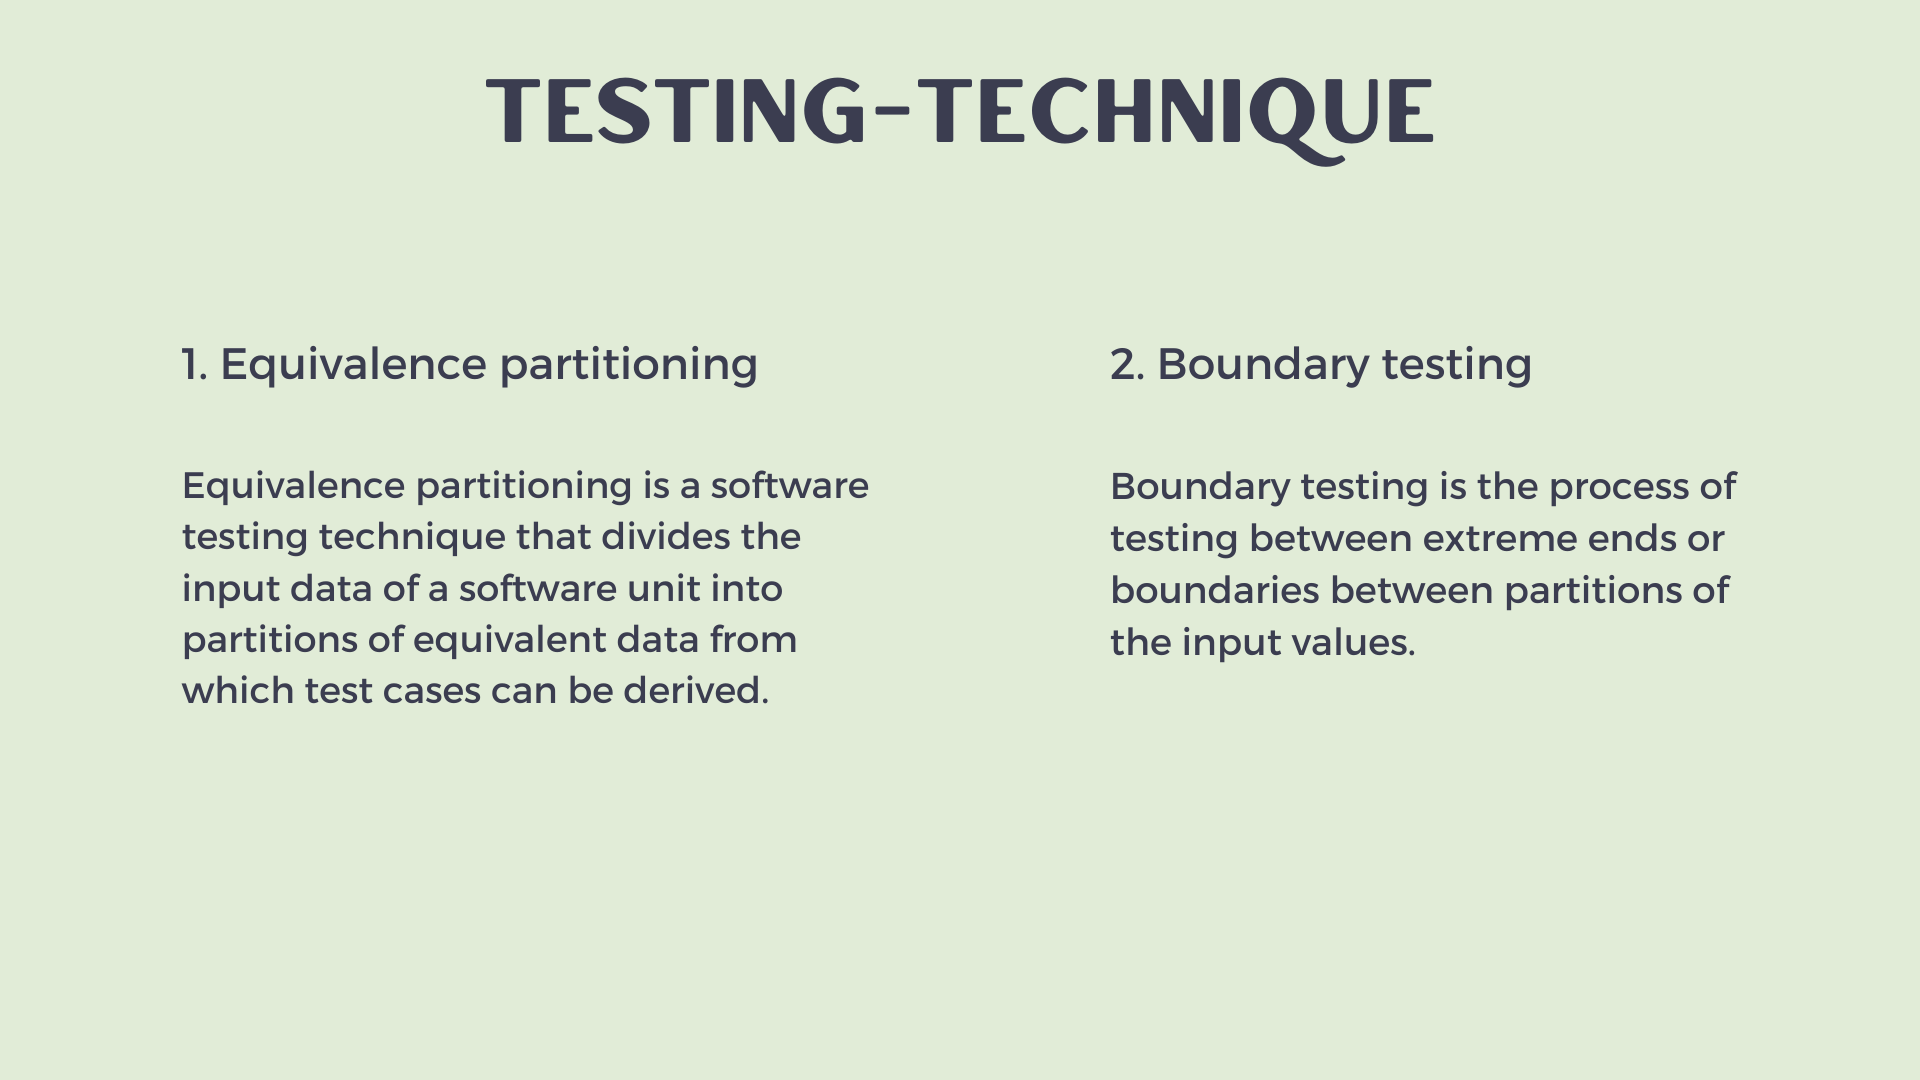 TESTING-TECHNIQUE
1. Equivalence partitioning
Equivalence partitioning is a software
testing technique that divides the
input data of a software unit into
partitions of equivalent data from
which test cases can be derived.
2. Boundary testing
Boundary testing is the process of
testing between extreme ends or
boundaries between partitions of
the input values.